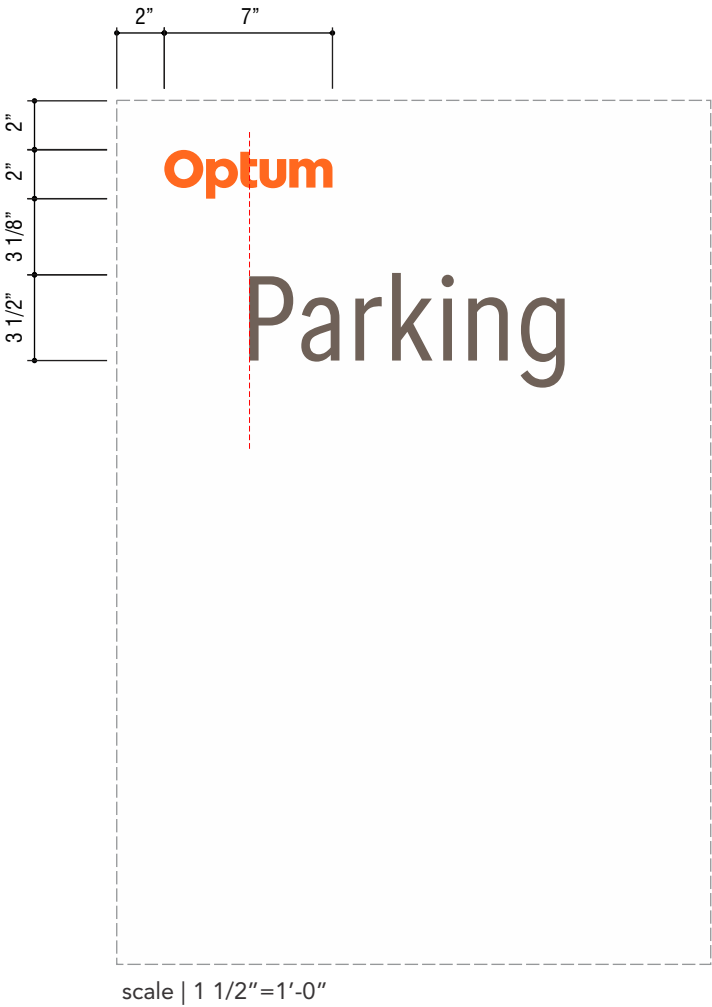 2” 7”
2”
2”
3 1/8”
3 1/2”
Optum
Parking
scale | 1 1/2”=1’-0”